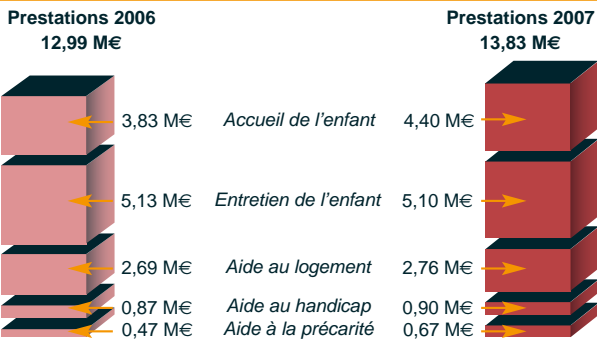 Prestations 2006 Prestations 2007
12,99 M€ 13,83 M€
3,83 M€ Accueil de l'enfant 4,40 M€
5,13 M€ Entretien de l'enfant 5,10 M€
2,69 M€ Aide au logement 2,76 M€
0,87 M€ Aide au handicap 0,90 M€
0,47 M€ Aide à la précarité 0,67 M€